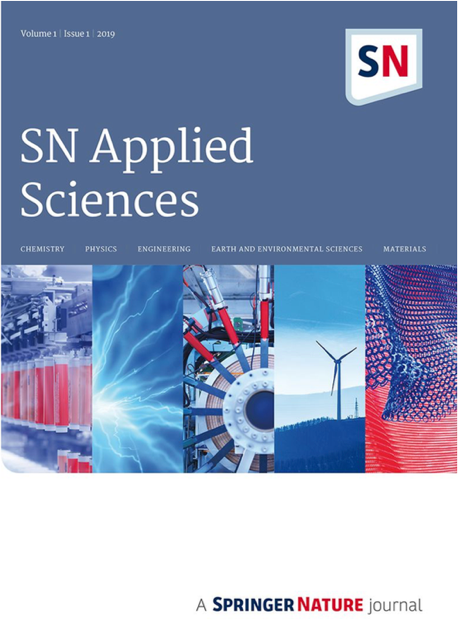 Volume 1 | Issue 1 | 2019
SN
SN Applied
Sciences
CHEMISTRY PHYSICS ENGINEERING EARTH AND ENVIRONMENTAL SCIENCES MATERIALS
A SPRINGER NATURE journal